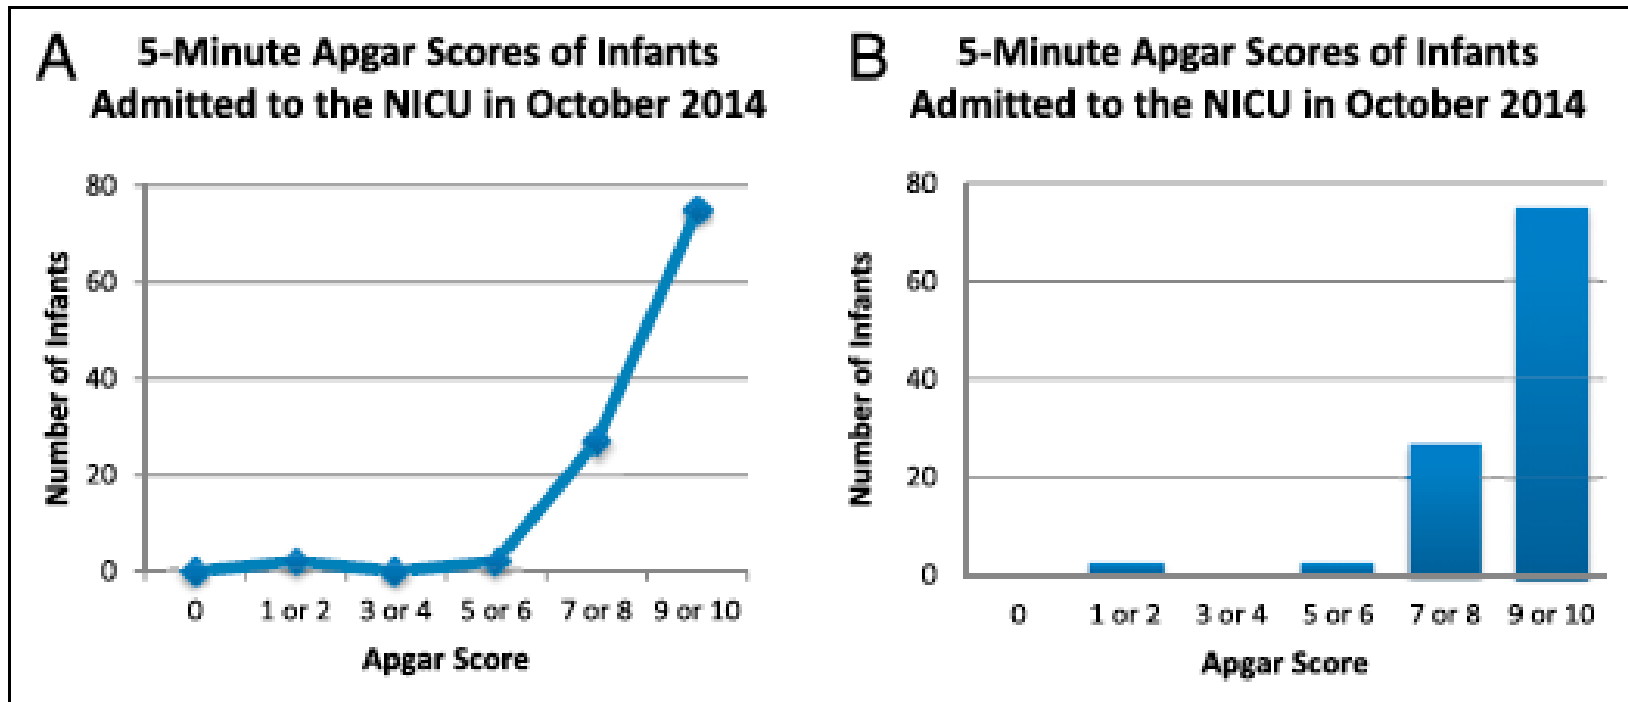 A
5-Minute Apgar Scores of Infants
Admitted to the NICU in October 2014
80
60
40
20
0
Number of Infants
0 1 or 2 3 or 4 5 or 6 7 or 8 9 or 10
Apgar Score
B
5-Minute Apgar Scores of Infants
Admitted to the NICU in October 2014
80
60
40
20
0
Number of Infants
0 1 or 2 3 or 4 5 or 6 7 or 8 9 or 10
Apgar Score